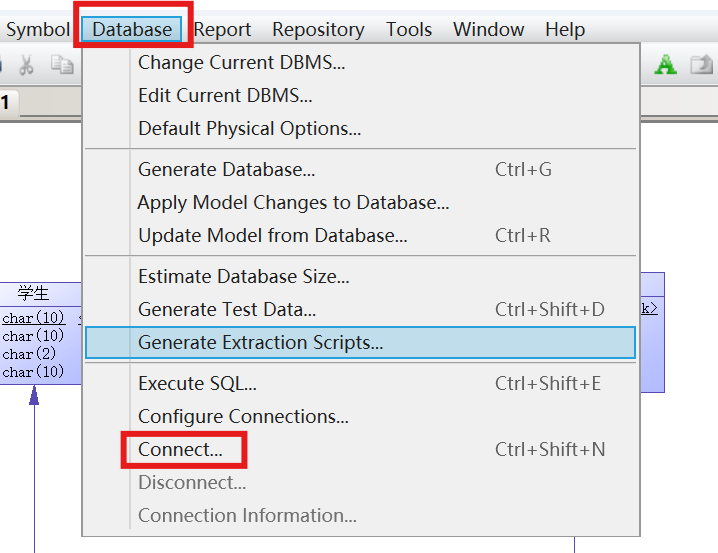 Symbol Database Report Repository Tools Window Help
Change Current DBMS...
1
Edit Current DBMS...
Default Physical Options...
Generate Database... Ctrl+G
Apply Model Changes to Database...
Update Model from Database... Ctrl+R
Estimate Database Size...
学生
Generate Test Data... Ctrl+Shift+D
char(10)
k>
char(10)
Generate Extraction Scripts...
char(2)
char(10)
Execute SQL... Ctrl+Shift+E
Configure Connections...
Connect... Ctrl+Shift+N
Disconnect...
Connection Information...